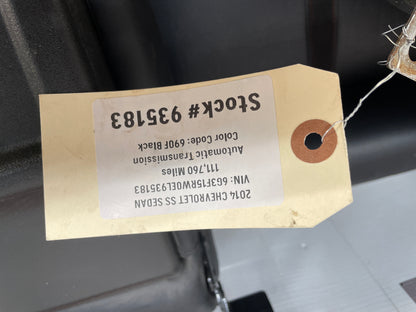 2014 CHEVROLET SS SEDAN
VIN: 6G3F15RW0EL935183
111,760 Miles
Automatic Transmission
Color Code: 690f Black
Stock# 935183